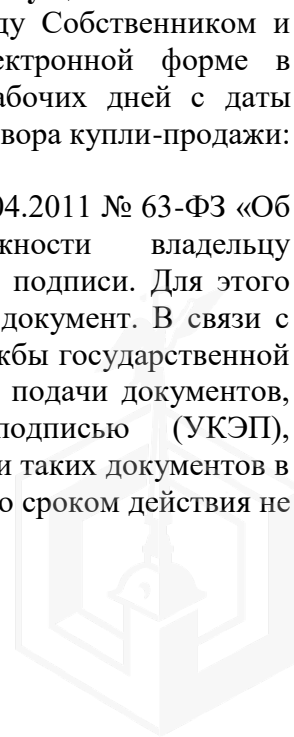 ду Собственником и
ектронной форме в
абочих дней с даты
вора купли-продажи:
04.2011 № 63-ФЗ «Об
жности владельцу
подписи. Для этого
документ. В связи с
жбы государственной
подачи документов,
подписью (УКЭП),
и таких документов в
о сроком действия не